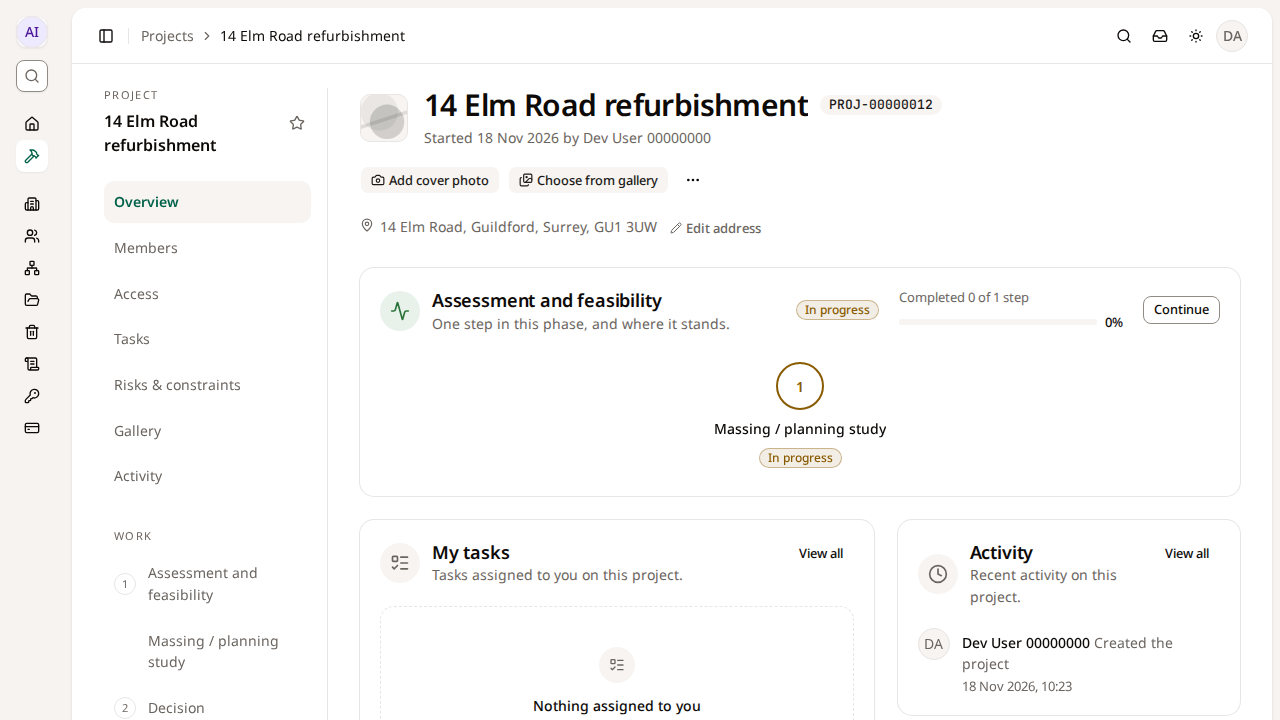 AI
Projects
14 Elm Road refurbishment
DA
PROJECT
14 Elm Road
refurbishment
Overview
Members
Access
Tasks
Risks & constraints
Gallery
Activity
WORK
1
Assessment and
feasibility
Massing / planning
study
2
Decision
14 Elm Road refurbishment
PROJ-00000012
Started 18 Nov 2026 by Dev User 00000000
Add cover photo
Choose from gallery
14 Elm Road, Guildford, Surrey, GU1 3UW
Edit address
Assessment and feasibility
One step in this phase, and where it stands.
In progress
Completed 0 of 1 step
0%
Continue
1
Massing / planning study
In progress
My tasks
Tasks assigned to you on this project.
View all
Nothing assigned to you
Activity
Recent activity on this
project.
View all
DA
Dev User 00000000 Created the
project
18 Nov 2026, 10:23